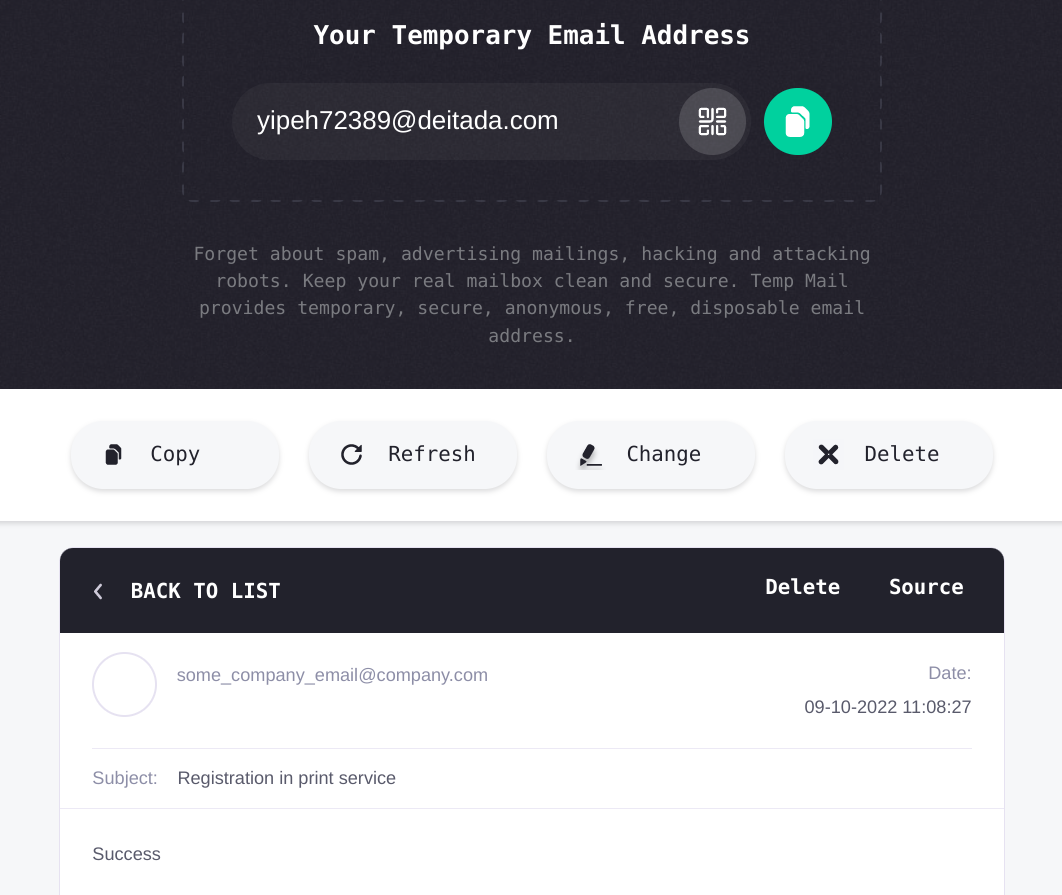 Your Temporary Email Address
yipeh72389@deitada.com
Forget about spam, advertising mailings, hacking and attacking
robots. Keep your real mailbox clean and secure. Temp Mail
provides temporary, secure, anonymous, free, disposable email
address.
Copy Refresh Change Delete
BACK TO LIST Delete Source
some_company_email@company.com Date:
09-10-2022 11:08:27
Subject: Registration in print service
Success